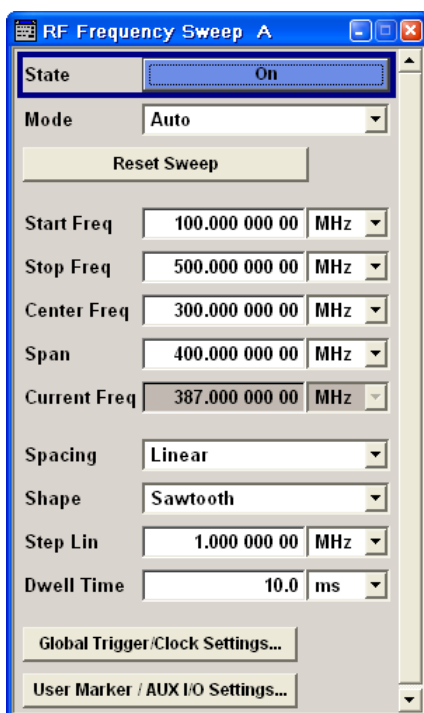 RF Frequency Sweep A
State On
Mode Auto
Reset Sweep
Start Freq 100.000 000 00 MHz
Stop Freq 500.000 000 00 MHz
Center Freq 300.000 000 00 MHz
Span 400.000 000 00 MHz
Current Freq 387.000 000 00 MHz
Spacing Linear
Shape Sawtooth
Step Lin 1.000 000 00 MHz
Dwell Time 10.0 ms
Global Trigger/Clock Settings...
User Marker / AUX I/O Settings...